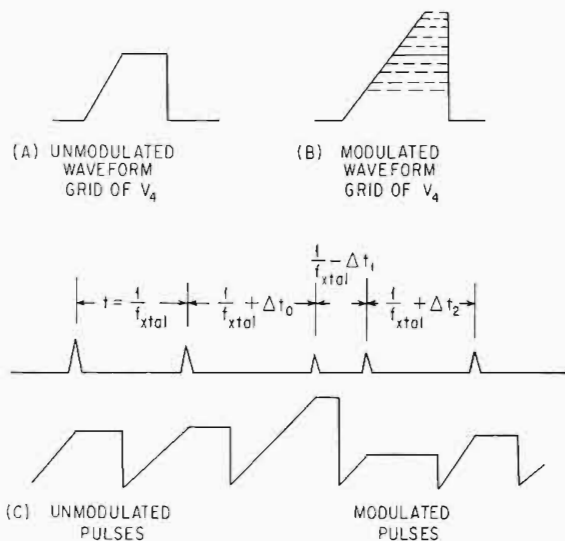 (A) UNMODULATED
WAVEFORM
GRID OF V4
(B) MODULATED
WAVEFORM
GRID OF V4
t = 1/fxtal
1/fxtal + Δt0
1/fxtal - Δt1
1/fxtal + Δt2
(C) UNMODULATED
PULSES
MODULATED
PULSES